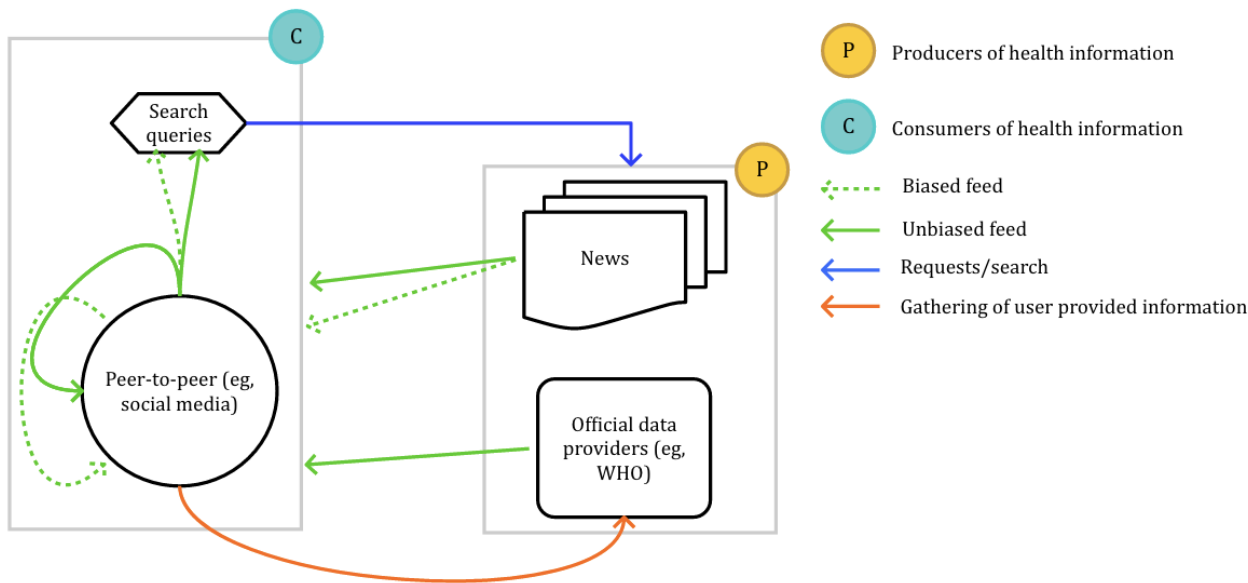 C
Search
queries
Peer-to-peer (eg,
social media)
P
News
Official data
providers (eg,
WHO)
P
Producers of health information
C
Consumers of health information
Biased feed
Unbiased feed
Requests/search
Gathering of user provided information